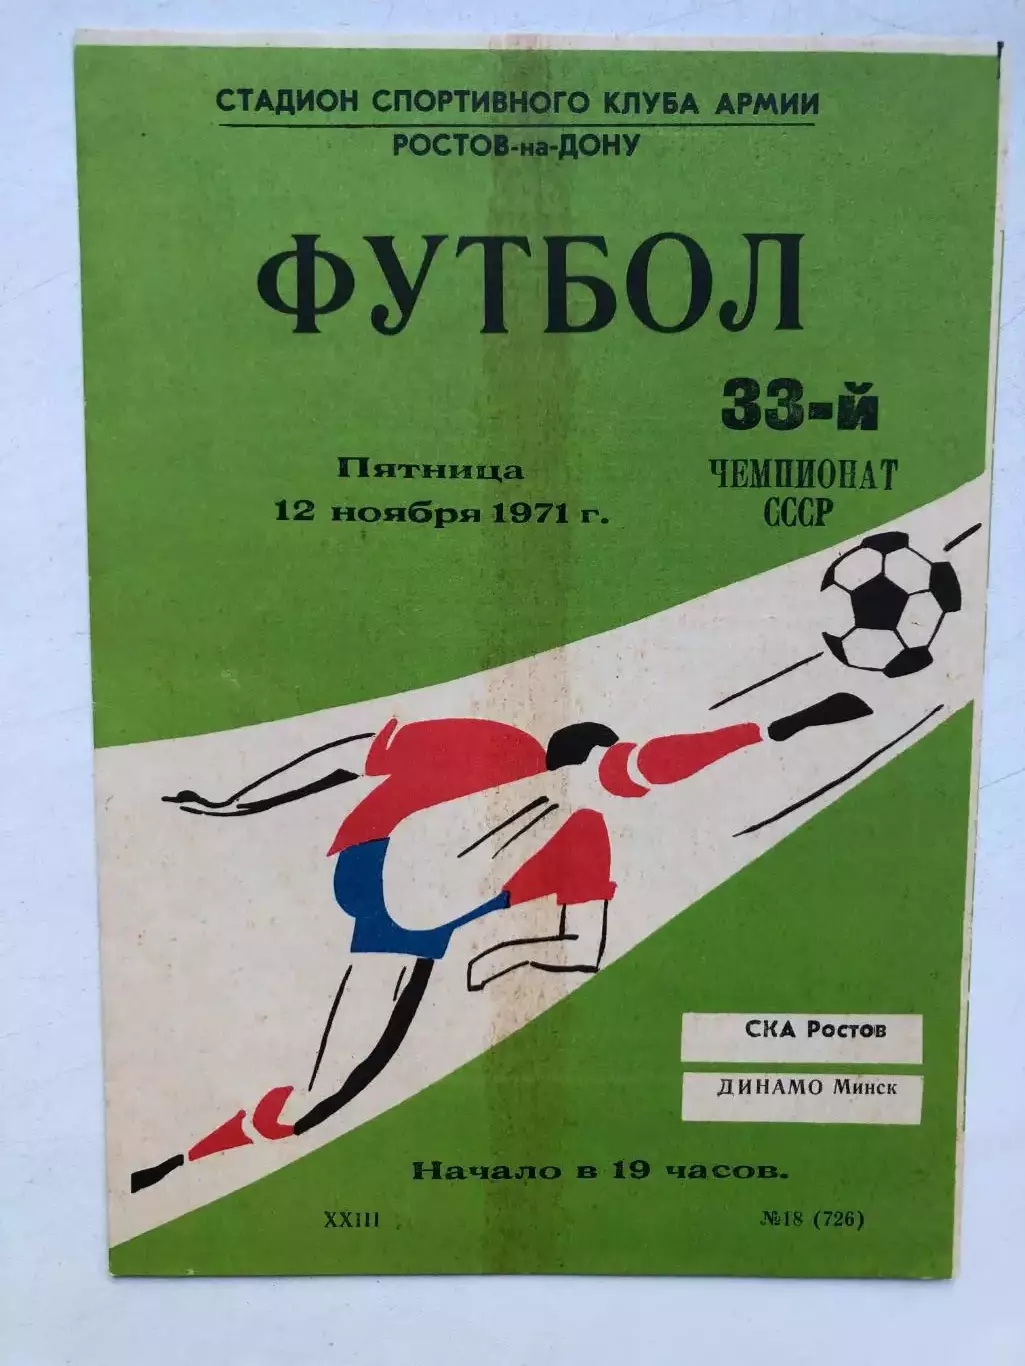 СТАДИОН СПОРТИВНОГО КЛУБА АРМИИ
РОСТОВ-на-ДОНУ
ФУТБОЛ
33-й
ЧЕМПИОНАТ
СССР
Пятница
12 ноября 1971 г.
СКА Ростов
ДИНАМО Минск
Начало в 19 часов.
XXIII
№18 (726)